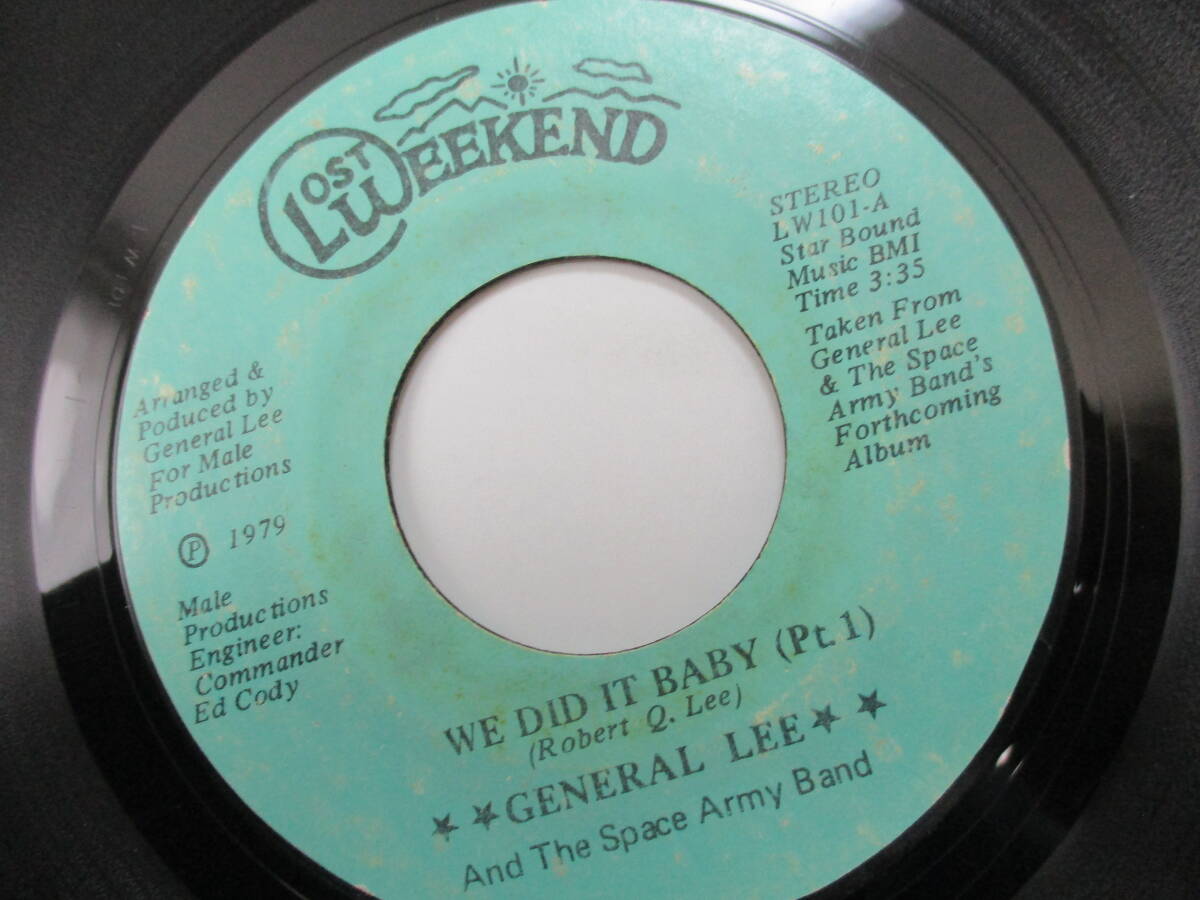 LOST WEEKEND
STEREO
LW101-A
Star Bound
Music BMI
Time 3:35
Taken From
General Lee
& The Space
Army Band's
Forthcoming
Album
Arranged &
Poduced by
General Lee
For Male
Productions
Ⓟ 1979
Male
Productions
Engineer:
Commander
Ed Cody
WE DID IT BABY (Pt. 1)
(Robert Q. Lee)
★ ★GENERAL LEE★ ★
And The Space Army Band